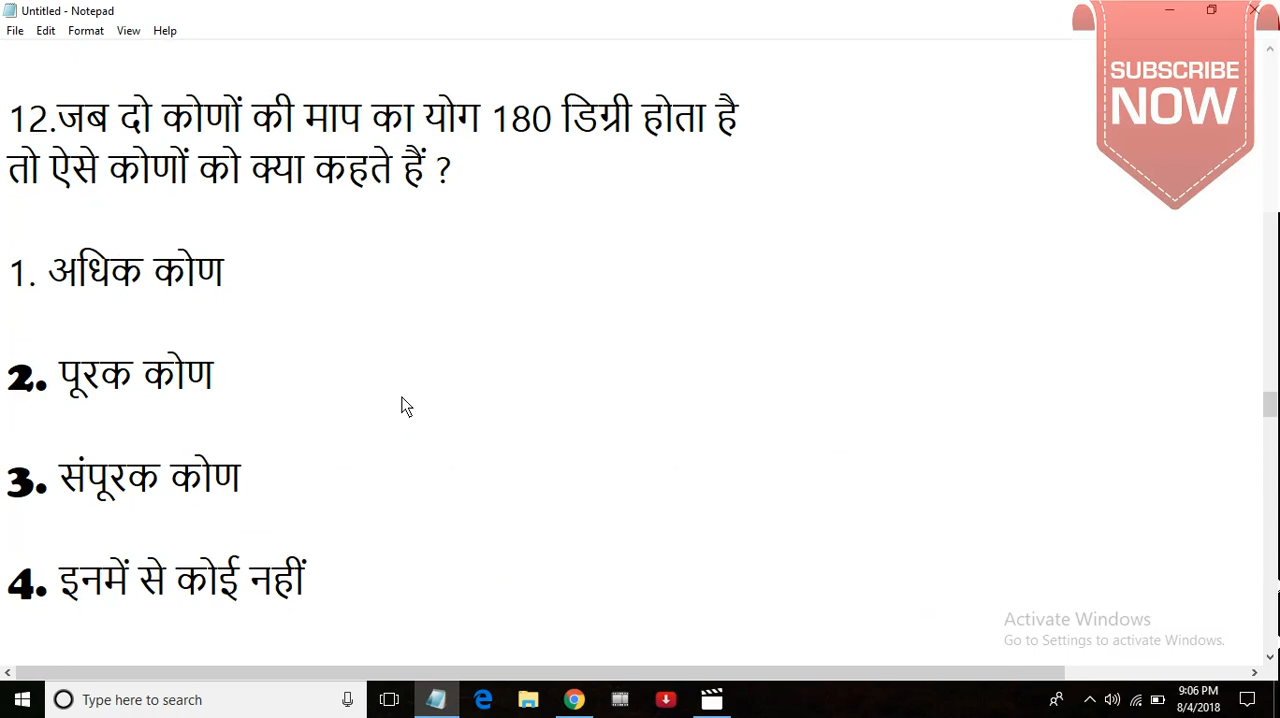 Untitled - Notepad
File Edit Format View Help
SUBSCRIBE
NOW
12.जब दो कोणों की माप का योग 180 डिग्री होता है
तो ऐसे कोणों को क्या कहते हैं ?
1. अधिक कोण
2. पूरक कोण
3. संपूरक कोण
4. इनमें से कोई नहीं
Activate Windows
Go to Settings to activate Windows.
Type here to search
9:06 PM
8/4/2018